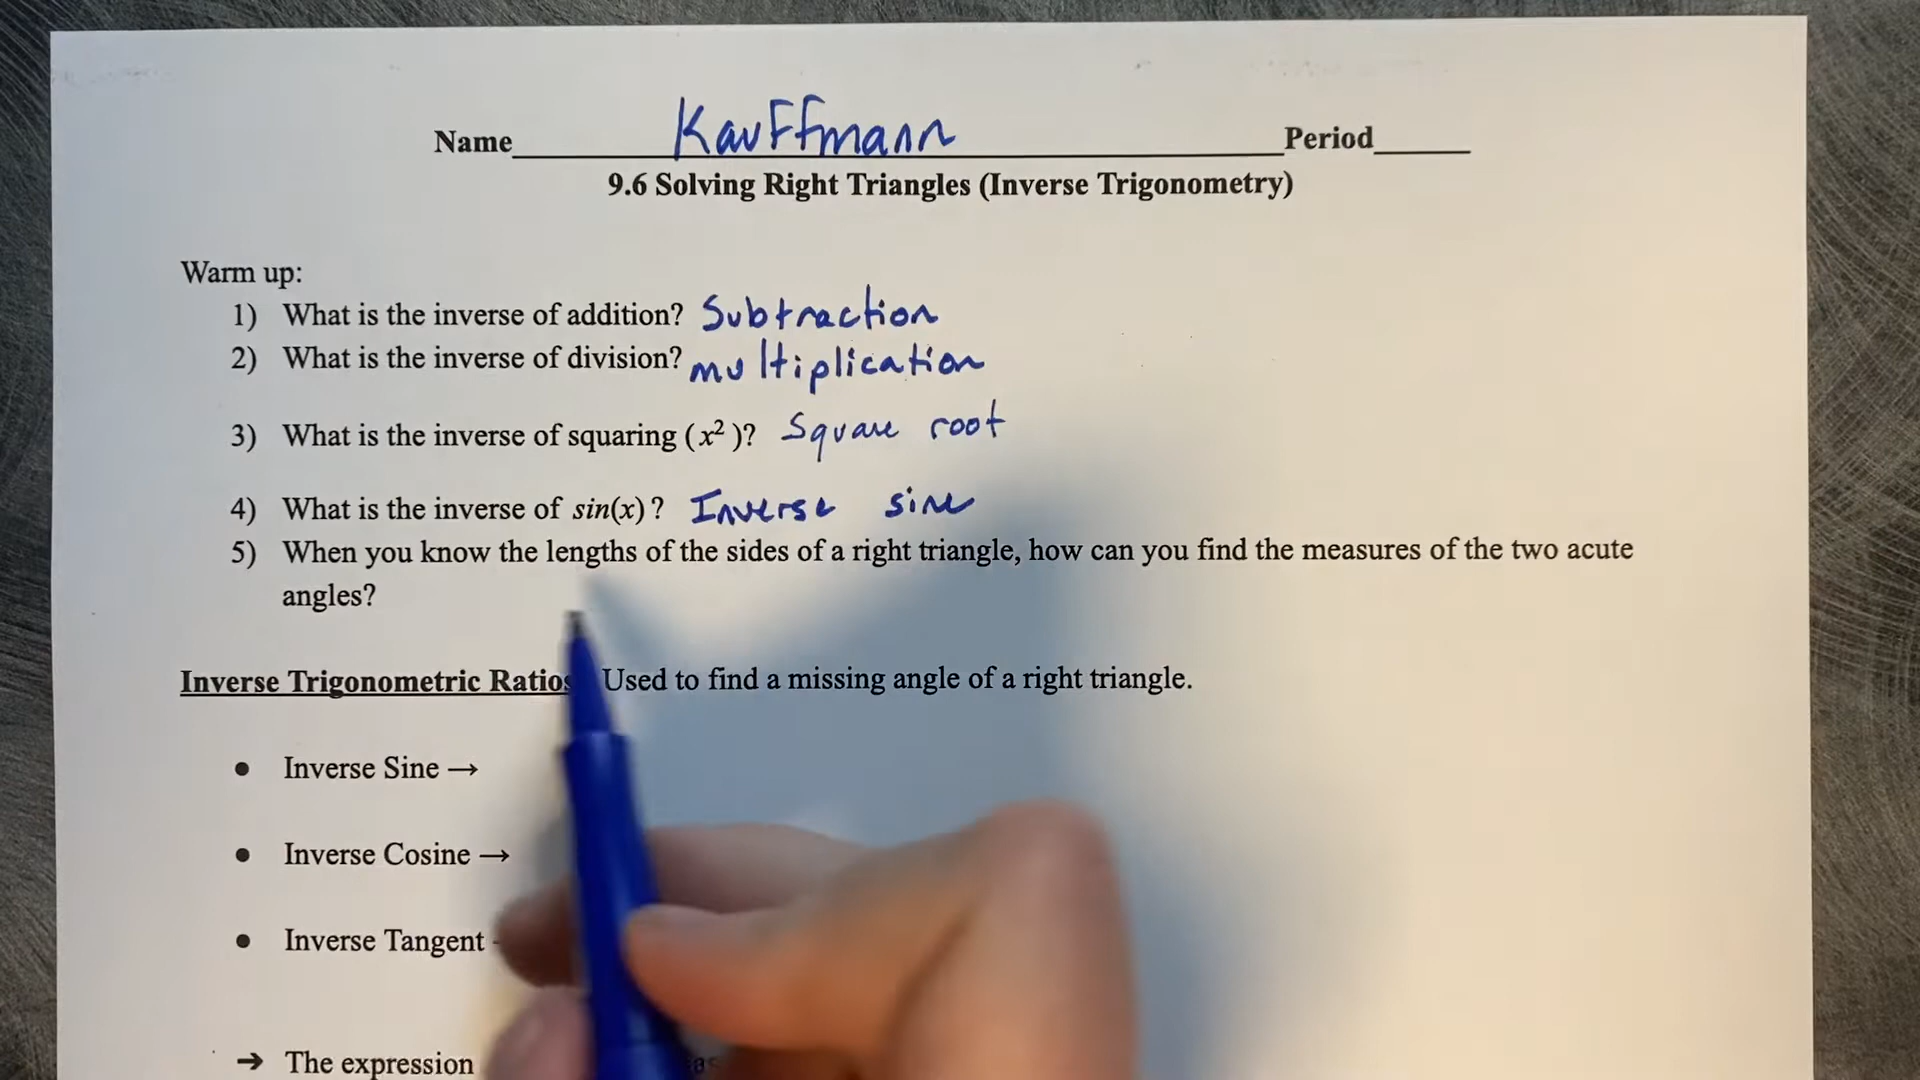 Name Kauffmann Period
9.6 Solving Right Triangles (Inverse Trigonometry)
Warm up:
1) What is the inverse of addition? Subtraction
2) What is the inverse of division? multiplication
3) What is the inverse of squaring (x²)? Square root
4) What is the inverse of sin(x)? Inverse sine
5) When you know the lengths of the sides of a right triangle, how can you find the measures of the two acute
angles?
Inverse Trigonometric Ratios Used to find a missing angle of a right triangle.
● Inverse Sine →
● Inverse Cosine →
● Inverse Tangent
→ The expression